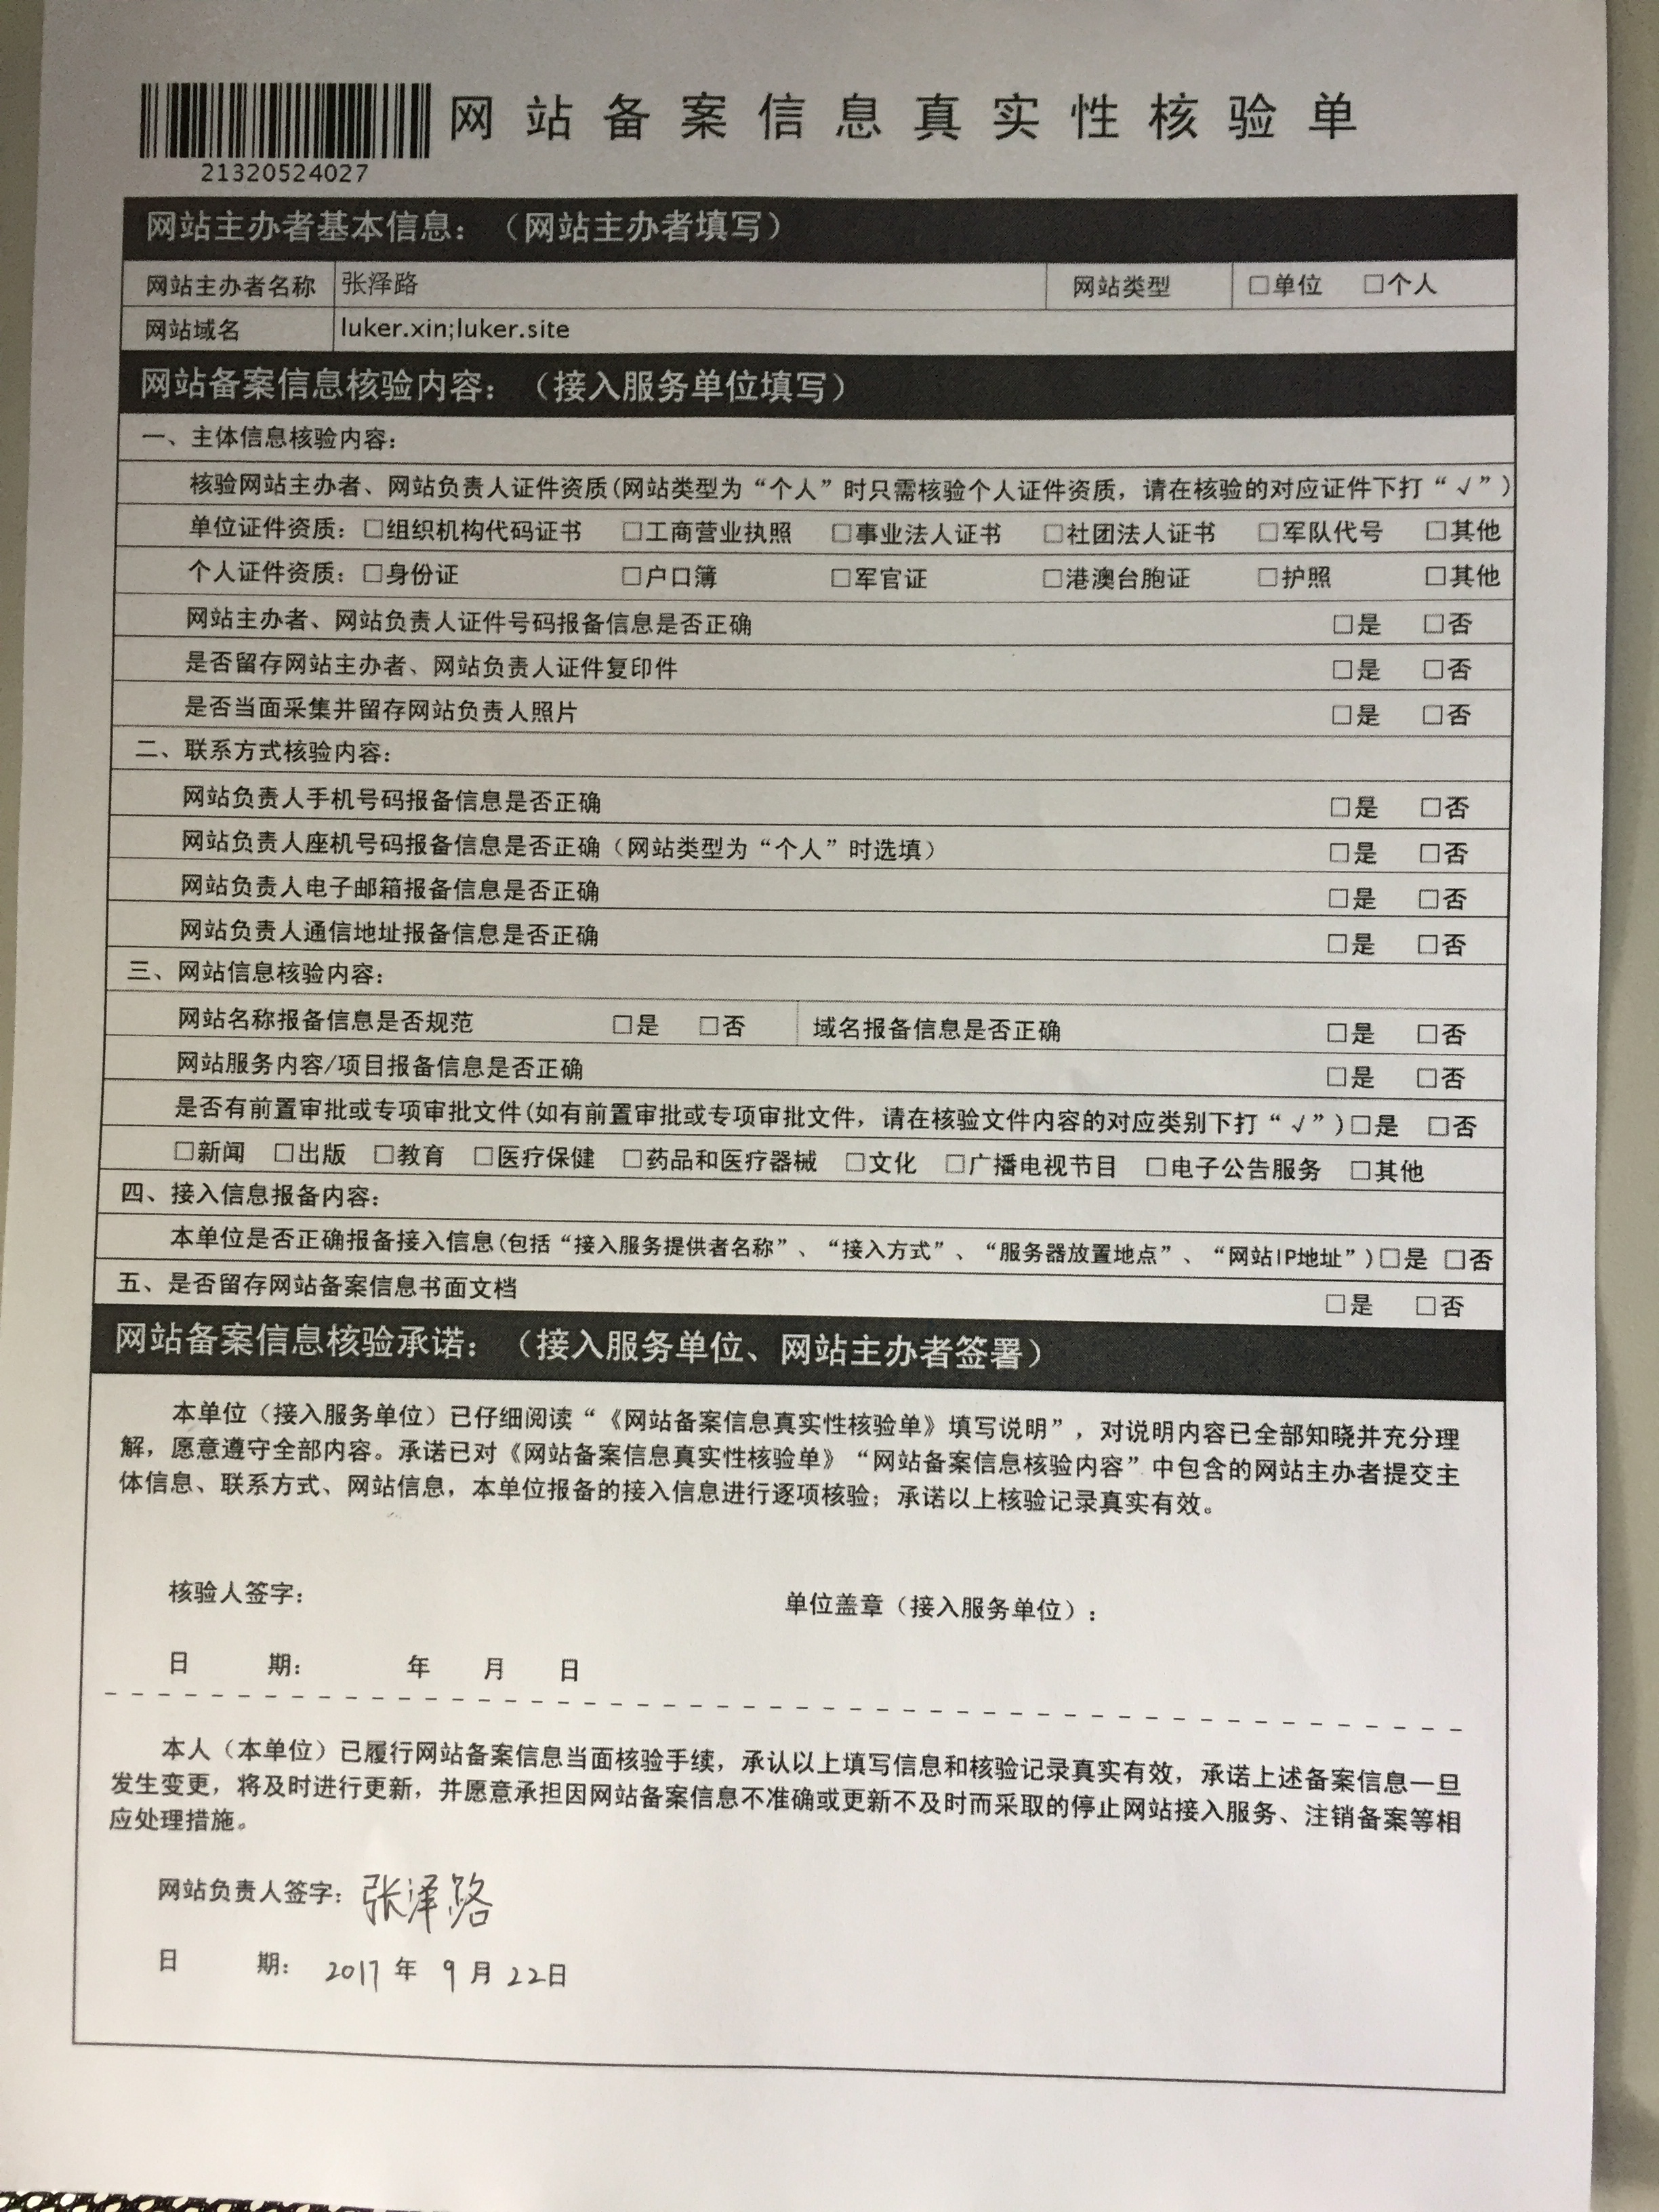 网站备案信息真实性核验单
21320524027
网站主办者基本信息：（网站主办者填写）
网站主办者名称 张泽路 网站类型 □单位 □个人
网站域名 luker.xin;luker.site
网站备案信息核验内容：（接入服务单位填写）
一、主体信息核验内容：
核验网站主办者、网站负责人证件资质(网站类型为“个人”时只需核验个人证件资质，请在核验的对应证件下打“√”)
单位证件资质：□组织机构代码证书 □工商营业执照 □事业法人证书 □社团法人证书 □军队代号 □其他
个人证件资质：□身份证 □户口簿 □军官证 □港澳台胞证 □护照 □其他
网站主办者、网站负责人证件号码报备信息是否正确 □是 □否
是否留存网站主办者、网站负责人证件复印件 □是 □否
是否当面采集并留存网站负责人照片 □是 □否
二、联系方式核验内容：
网站负责人手机号码报备信息是否正确 □是 □否
网站负责人座机号码报备信息是否正确（网站类型为“个人”时选填） □是 □否
网站负责人电子邮箱报备信息是否正确 □是 □否
网站负责人通信地址报备信息是否正确 □是 □否
三、网站信息核验内容：
网站名称报备信息是否规范 □是 □否 域名报备信息是否正确 □是 □否
网站服务内容/项目报备信息是否正确 □是 □否
是否有前置审批或专项审批文件(如有前置审批或专项审批文件，请在核验文件内容的对应类别下打“√”)□是 □否
□新闻 □出版 □教育 □医疗保健 □药品和医疗器械 □文化 □广播电视节目 □电子公告服务 □其他
四、接入信息报备内容：
本单位是否正确报备接入信息(包括“接入服务提供者名称”、“接入方式”、“服务器放置地点”、“网站IP地址”)□是 □否
五、是否留存网站备案信息书面文档 □是 □否
网站备案信息核验承诺：（接入服务单位、网站主办者签署）
本单位（接入服务单位）已仔细阅读“《网站备案信息真实性核验单》填写说明”，对说明内容已全部知晓并充分理
解，愿意遵守全部内容。承诺已对《网站备案信息真实性核验单》“网站备案信息核验内容”中包含的网站主办者提交主
体信息、联系方式、网站信息，本单位报备的接入信息进行逐项核验；承诺以上核验记录真实有效。
核验人签字： 单位盖章（接入服务单位）：
日 期： 年 月 日
本人（本单位）已履行网站备案信息当面核验手续，承认以上填写信息和核验记录真实有效，承诺上述备案信息一旦
发生变更，将及时进行更新，并愿意承担因网站备案信息不准确或更新不及时而采取的停止网站接入服务、注销备案等相
应处理措施。
网站负责人签字：张泽路
日 期： 2017 年 9 月 22日